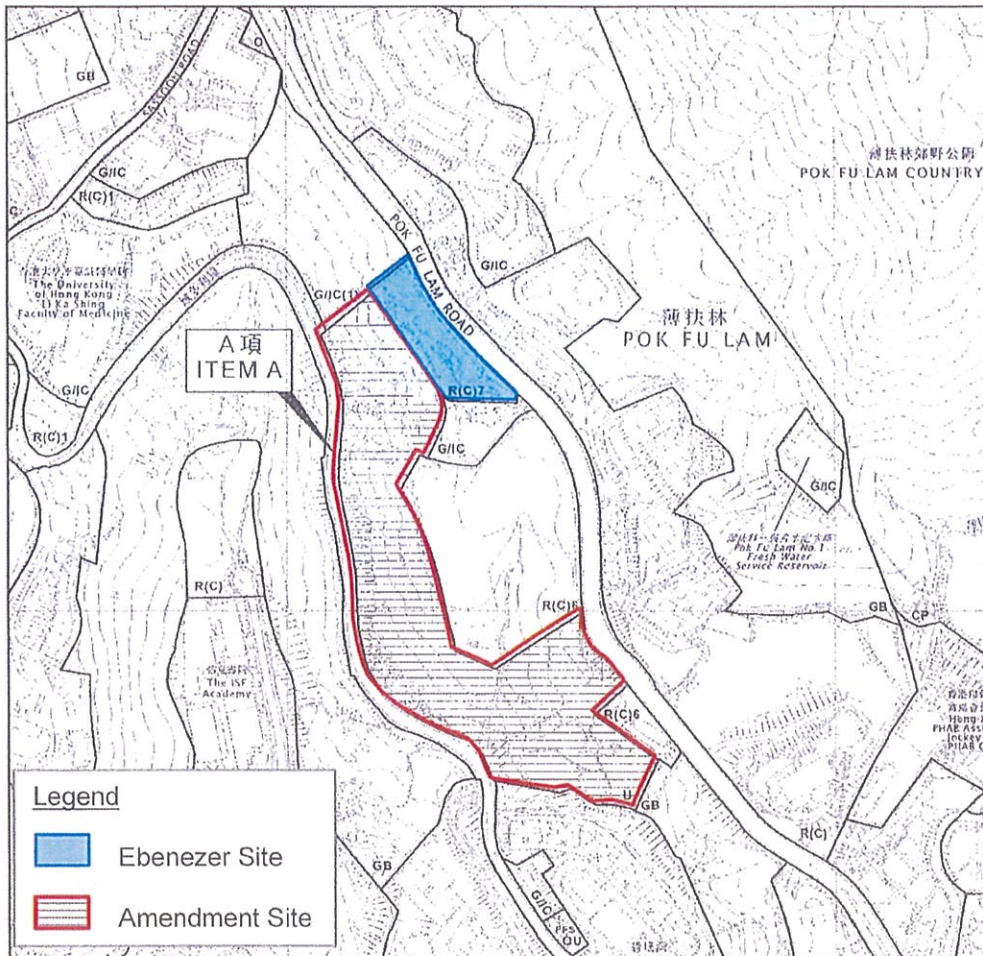 GB
SASSOON ROAD
O
薄扶林郊野公園
POK FU LAM COUNTRY
G/IC
R(C)1
POK FU LAM ROAD
G/IC
The University
of Hong Kong
Li Ka Shing
Faculty of Medicine
G/IC(1)
薄扶林
POK FU LAM
A項
ITEM A
R(C)7
G/IC
R(C)1
G/IC
G/IC
Pok Fu Lam No.1
Fresh Water
Service Reservoir
R(C)
R(C)8
GB
CP
The ISF
Academy
R(C)6
U
GB
R(C)
GB
G/IC
PFS
OU
Legend
Ebenezer Site
Amendment Site